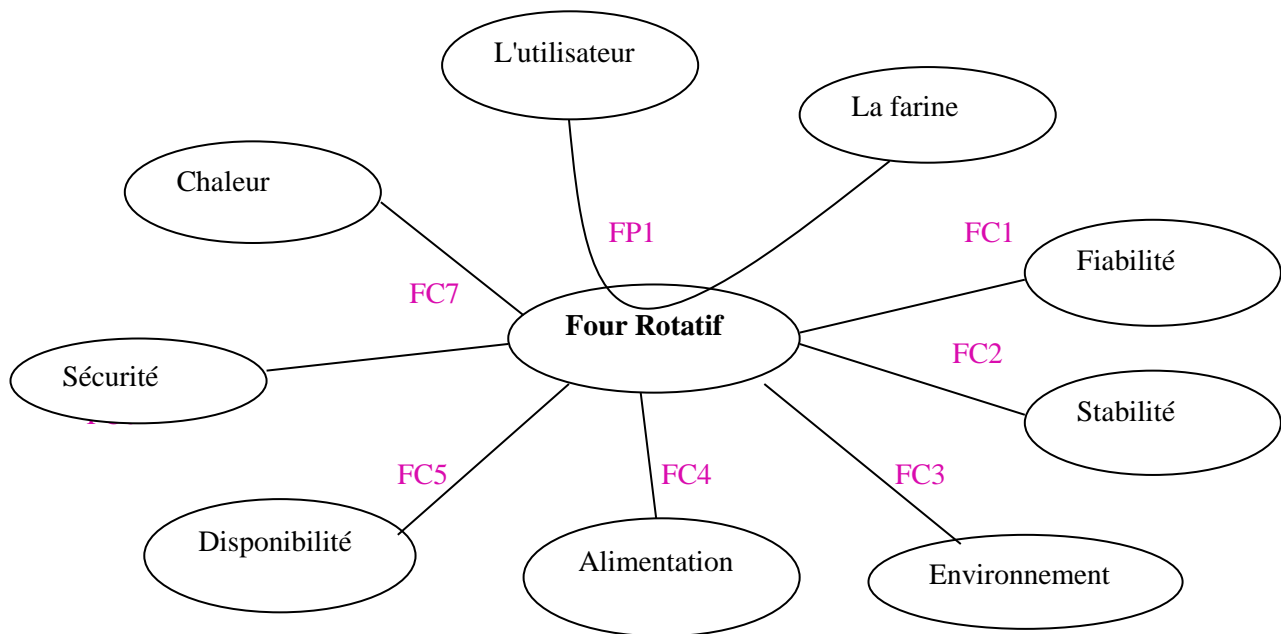 L'utilisateur
La farine
Chaleur
FP1
FC1
Fiabilité
FC7
Four Rotatif
FC2
Sécurité
Stabilité
FC5
FC4
FC3
Disponibilité
Alimentation
Environnement